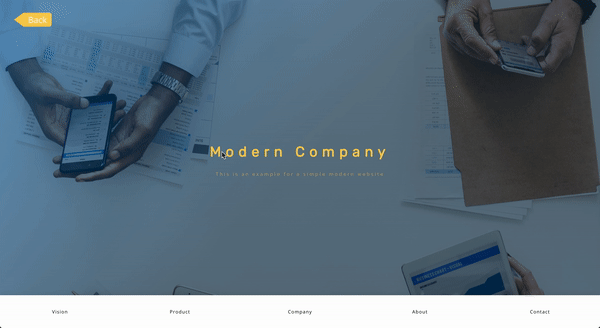 Back
Modern Company
This is an example for a simple modern website
Vision
Product
Company
About
Contact